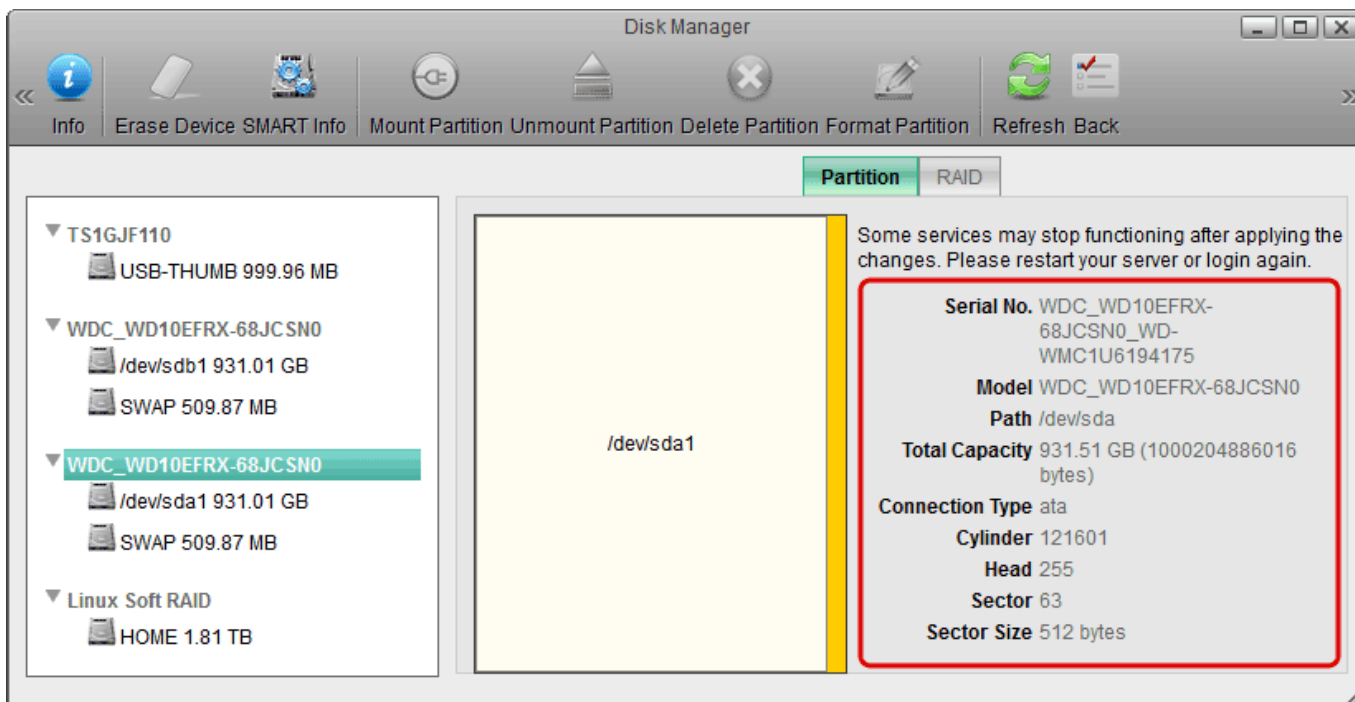 Disk Manager
Info
Erase Device
SMART Info
Mount Partition
Unmount Partition
Delete Partition
Format Partition
Refresh
Back
Partition
RAID
TS1GJF110
USB-THUMB 999.96 MB
WDC_WD10EFRX-68JCSN0
/dev/sdb1 931.01 GB
SWAP 509.87 MB
WDC_WD10EFRX-68JCSN0
/dev/sda1 931.01 GB
SWAP 509.87 MB
Linux Soft RAID
HOME 1.81 TB
/dev/sda1
Some services may stop functioning after applying the
changes. Please restart your server or login again.
Serial No. WDC_WD10EFRX-
68JCSN0_WD-
WMC1U6194175
Model WDC_WD10EFRX-68JCSN0
Path /dev/sda
Total Capacity 931.51 GB (1000204886016
bytes)
Connection Type ata
Cylinder 121601
Head 255
Sector 63
Sector Size 512 bytes